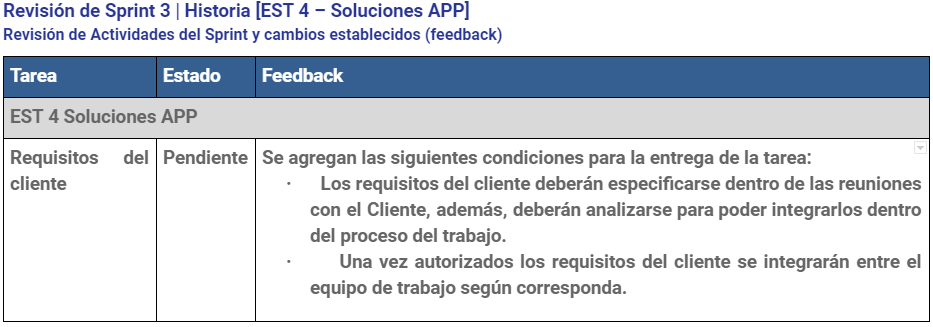 Revisión de Sprint 3 | Historia [EST 4 – Soluciones APP]
Revisión de Actividades del Sprint y cambios establecidos (feedback)
Tarea Estado Feedback
EST 4 Soluciones APP
Requisitos del cliente
Pendiente
Se agregan las siguientes condiciones para la entrega de la tarea:
· Los requisitos del cliente deberán especificarse dentro de las reuniones
con el Cliente, además, deberán analizarse para poder integrarlos dentro
del proceso del trabajo.
· Una vez autorizados los requisitos del cliente se integrarán entre el
equipo de trabajo según corresponda.